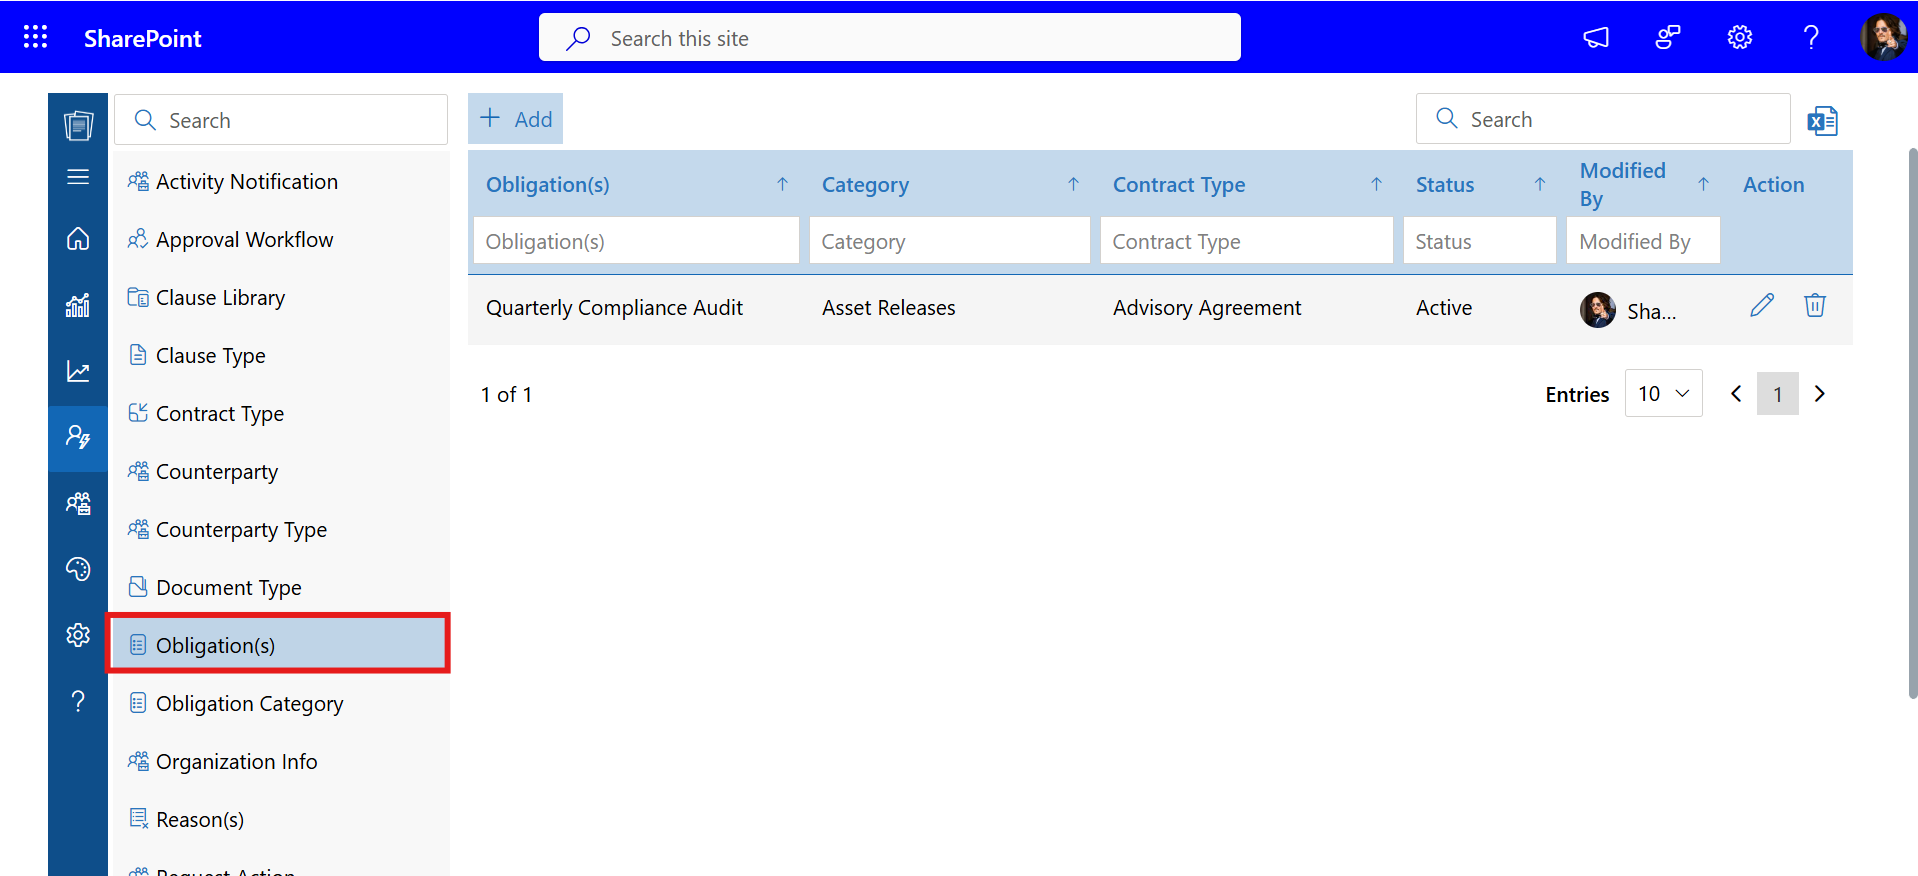 SharePoint
Search this site
Search
Activity Notification
Approval Workflow
Clause Library
Clause Type
Contract Type
Counterparty
Counterparty Type
Document Type
Obligation(s)
Obligation Category
Organization Info
Reason(s)
Request Action
Add
Search
Obligation(s) Category Contract Type Status Modified By Action
Obligation(s) Category Contract Type Status Modified By
Quarterly Compliance Audit Asset Releases Advisory Agreement Active Sha...
1 of 1
Entries 10 1